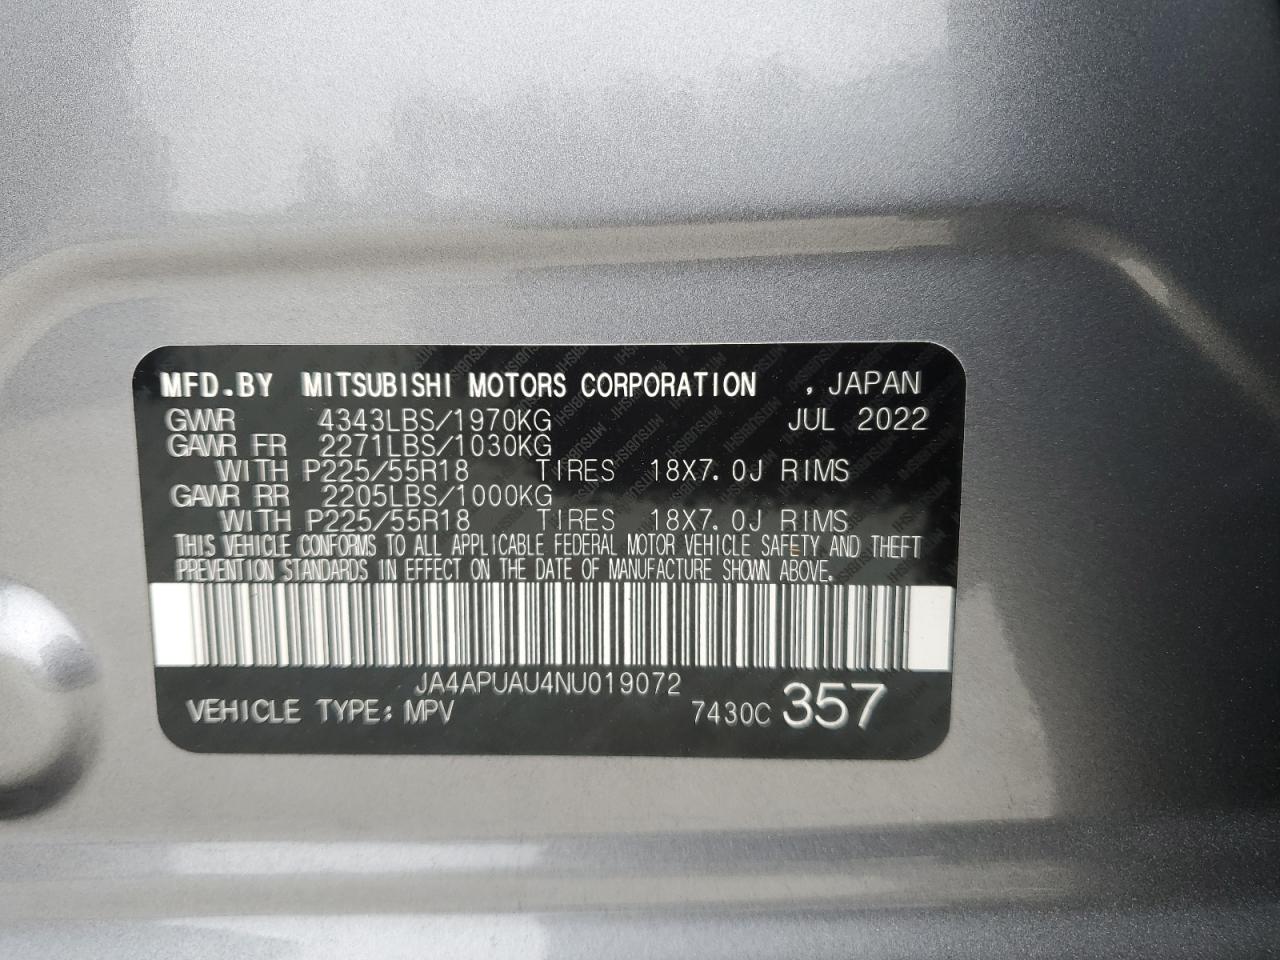 MFD.BY MITSUBISHI MOTORS CORPORATION , JAPAN
GVWR 4343LBS/1970KG JUL 2022
GAWR FR 2271LBS/1030KG
WITH P225/55R18 TIRES 18X7.0J RIMS
GAWR RR 2205LBS/1000KG
WITH P225/55R18 TIRES 18X7.0J RIMS
THIS VEHICLE CONFORMS TO ALL APPLICABLE FEDERAL MOTOR VEHICLE SAFETY AND THEFT
PREVENTION STANDARDS IN EFFECT ON THE DATE OF MANUFACTURE SHOWN ABOVE.
JA4APUAU4NU019072
VEHICLE TYPE: MPV 7430C 357